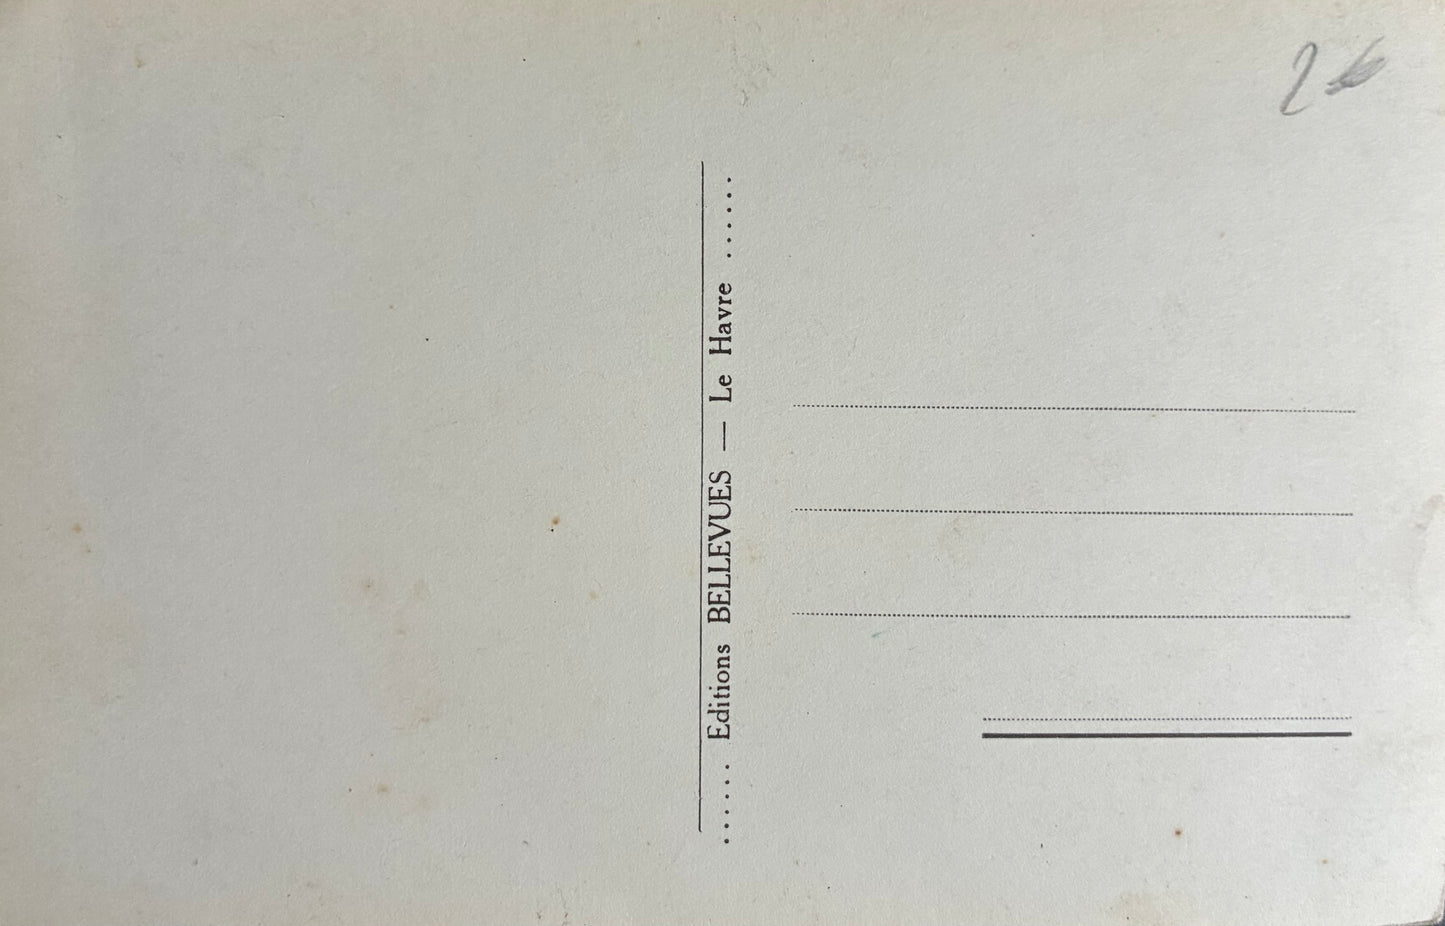 2
...... Editions BELLEVUES — Le Havre ......